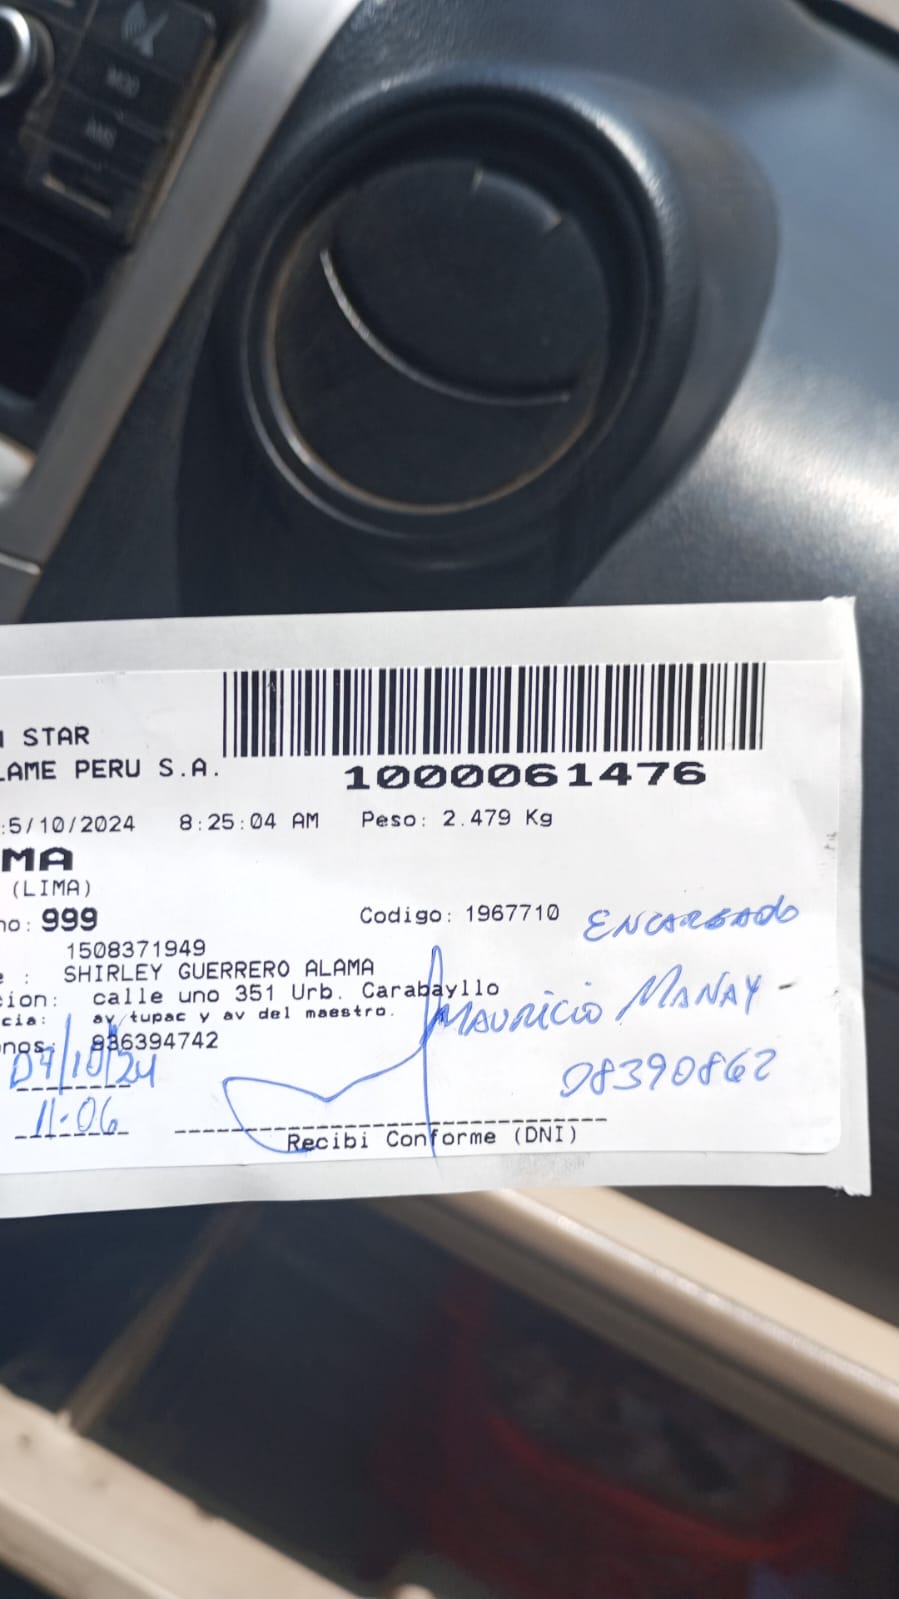 STAR
LAME PERU S.A.
1000061476
:5/10/2024 8:25:04 AM Peso: 2.479 Kg
MA
(LIMA)
no: 999 Codigo: 1967710 ENCARGADO
1508371949
e : SHIRLEY GUERRERO ALAMA
cion: calle uno 351 Urb. Carabayllo
cia: av tupac y av del maestro.
MAURICIO MANAY -
nos: 936394742
07/10/24 08390862
11:06
Recibi Conforme (DNI)